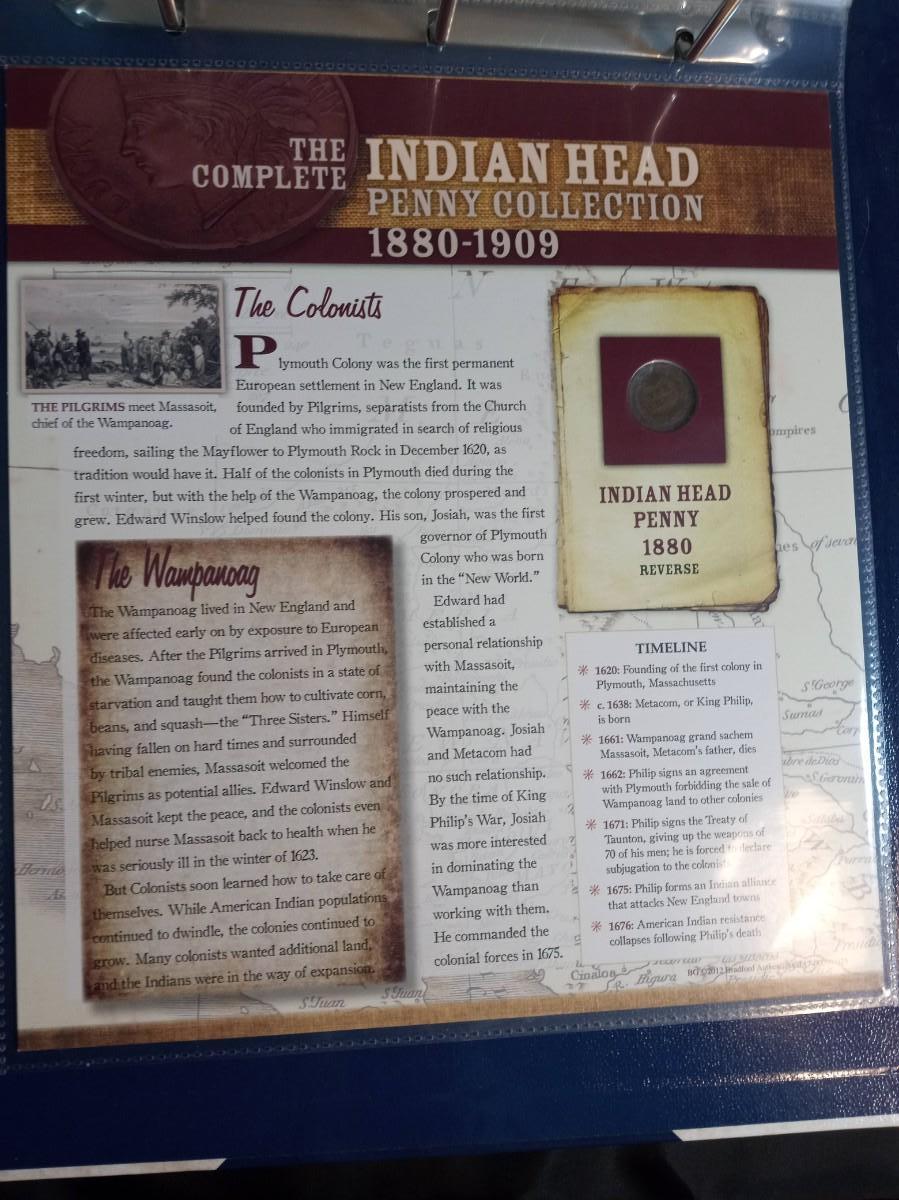 THE COMPLETE
INDIAN HEAD
PENNY COLLECTION
1880-1909
THE PILGRIMS meet Massasoit,
chief of the Wampanoag.
The Colonists
Plymouth Colony was the first permanent
European settlement in New England. It was
founded by Pilgrims, separatists from the Church
of England who immigrated in search of religious
freedom, sailing the Mayflower to Plymouth Rock in December 1620, as
tradition would have it. Half of the colonists in Plymouth died during the
first winter, but with the help of the Wampanoag, the colony prospered and
grew. Edward Winslow helped found the colony. His son, Josiah, was the first
governor of Plymouth
Colony who was born
in the “New World.”
Edward had
established a
personal relationship
with Massasoit,
maintaining the
peace with the
Wampanoag. Josiah
and Metacom had
no such relationship.
By the time of King
Philip's War, Josiah
was more interested
in dominating the
Wampanoag than
working with them.
He commanded the
colonial forces in 1675.
The Wampanoag
The Wampanoag lived in New England and
were affected early on by exposure to European
diseases. After the Pilgrims arrived in Plymouth,
the Wampanoag found the colonists in a state of
starvation and taught them how to cultivate corn,
beans, and squash—the “Three Sisters.” Himself
having fallen on hard times and surrounded
by tribal enemies, Massasoit welcomed the
Pilgrims as potential allies. Edward Winslow and
Massasoit kept the peace, and the colonists even
helped nurse Massasoit back to health when he
was seriously ill in the winter of 1623.
But Colonists soon learned how to take care of
themselves. While American Indian populations
continued to dwindle, the colonies continued to
grow. Many colonists wanted additional land,
and the Indians were in the way of expansion.
INDIAN HEAD
PENNY
1880
REVERSE
TIMELINE
1620: Founding of the first colony in
Plymouth, Massachusetts
c. 1638: Metacom, or King Philip,
is born
1661: Wampanoag grand sachem
Massasoit, Metacom's father, dies
1662: Philip signs an agreement
with Plymouth forbidding the sale of
Wampanoag land to other colonies
1671: Philip signs the Treaty of
Taunton, giving up the weapons of
70 of his men; he is forced to declare
subjugation to the colonists
1675: Philip forms an Indian alliance
that attacks New England towns
1676: American Indian resistance
collapses following Philip's death
©2012 Bradford
Teguas
of seven
St George
Sumas
St Juan
St Juan
Cinaloa
Pigura